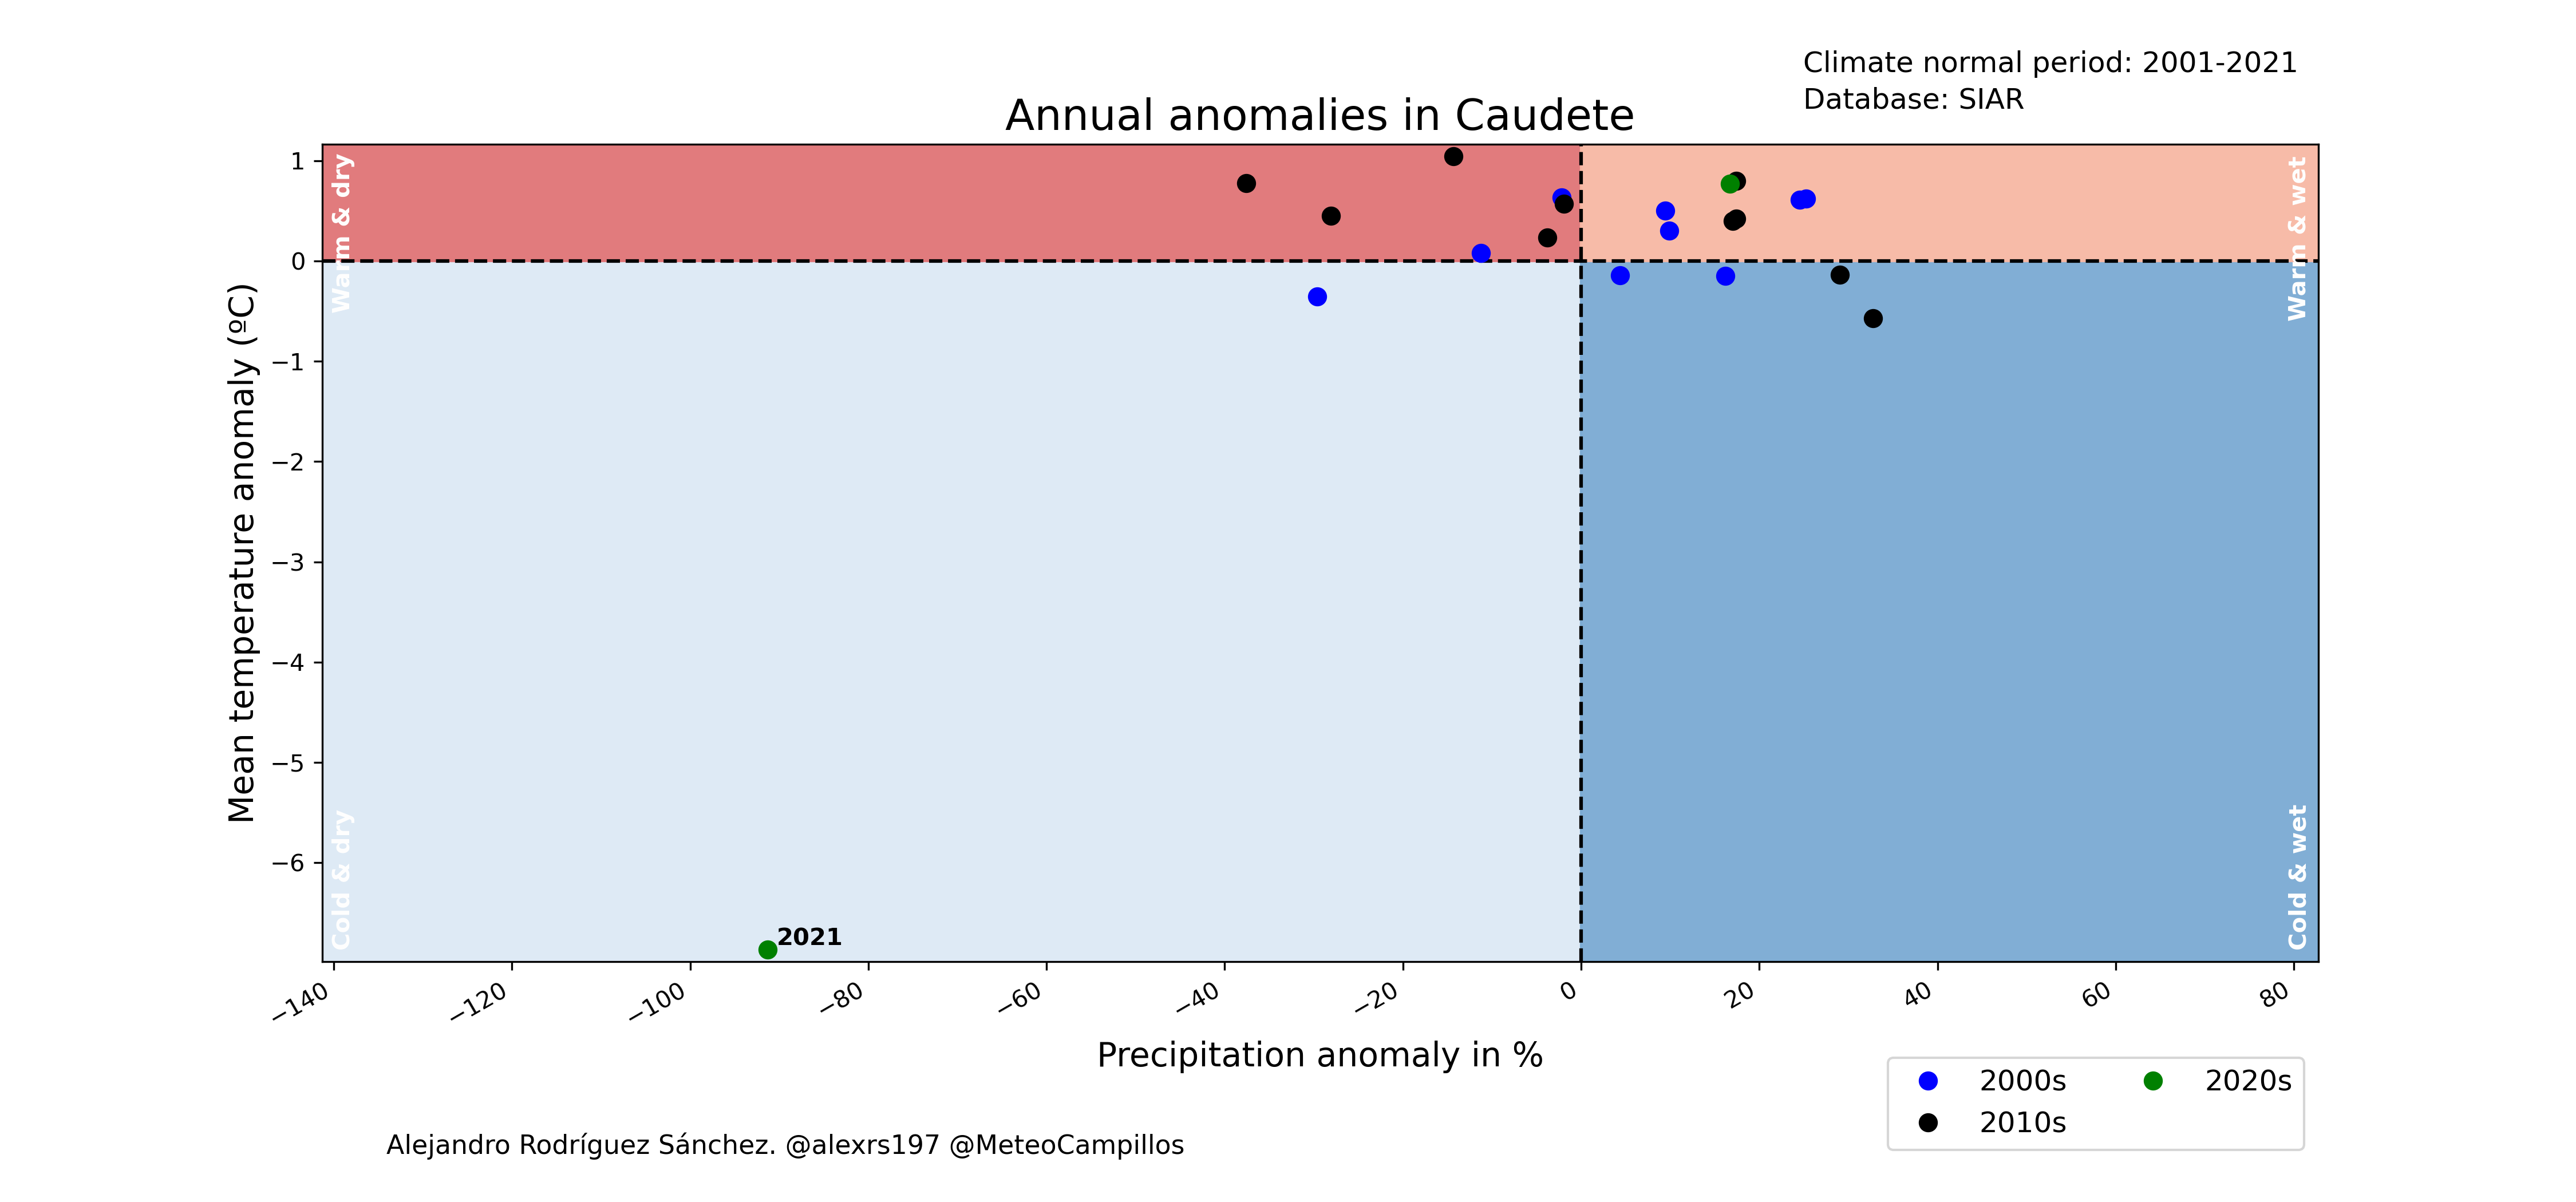 Climate normal period: 2001-2021
Database: SIAR
Annual anomalies in Caudete
Mean temperature anomaly (ºC)
1
0
−1
−2
−3
−4
−5
−6
Warm & dry
Warm & wet
Cold & dry
Cold & wet
2021
−140
−120
−100
−80
−60
−40
−20
0
20
40
60
80
Precipitation anomaly in %
2000s
2010s
2020s
Alejandro Rodríguez Sánchez. @alexrs197 @MeteoCampillos